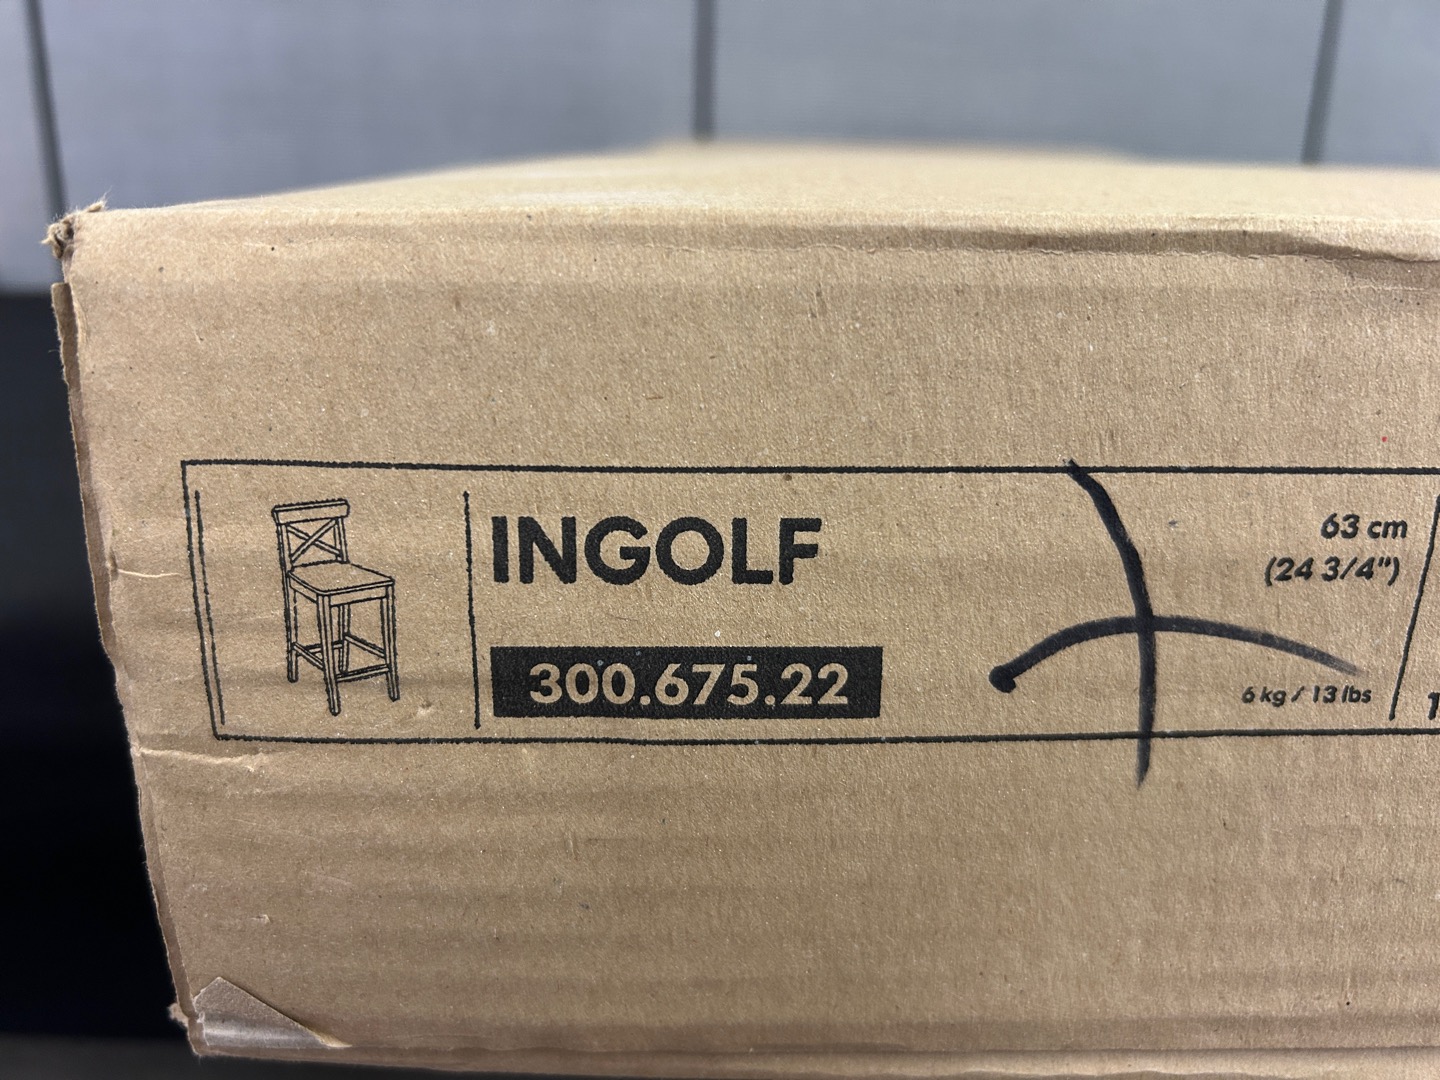 INGOLF
300.675.22
63 cm
(24 3/4")
6 kg / 13 lbs